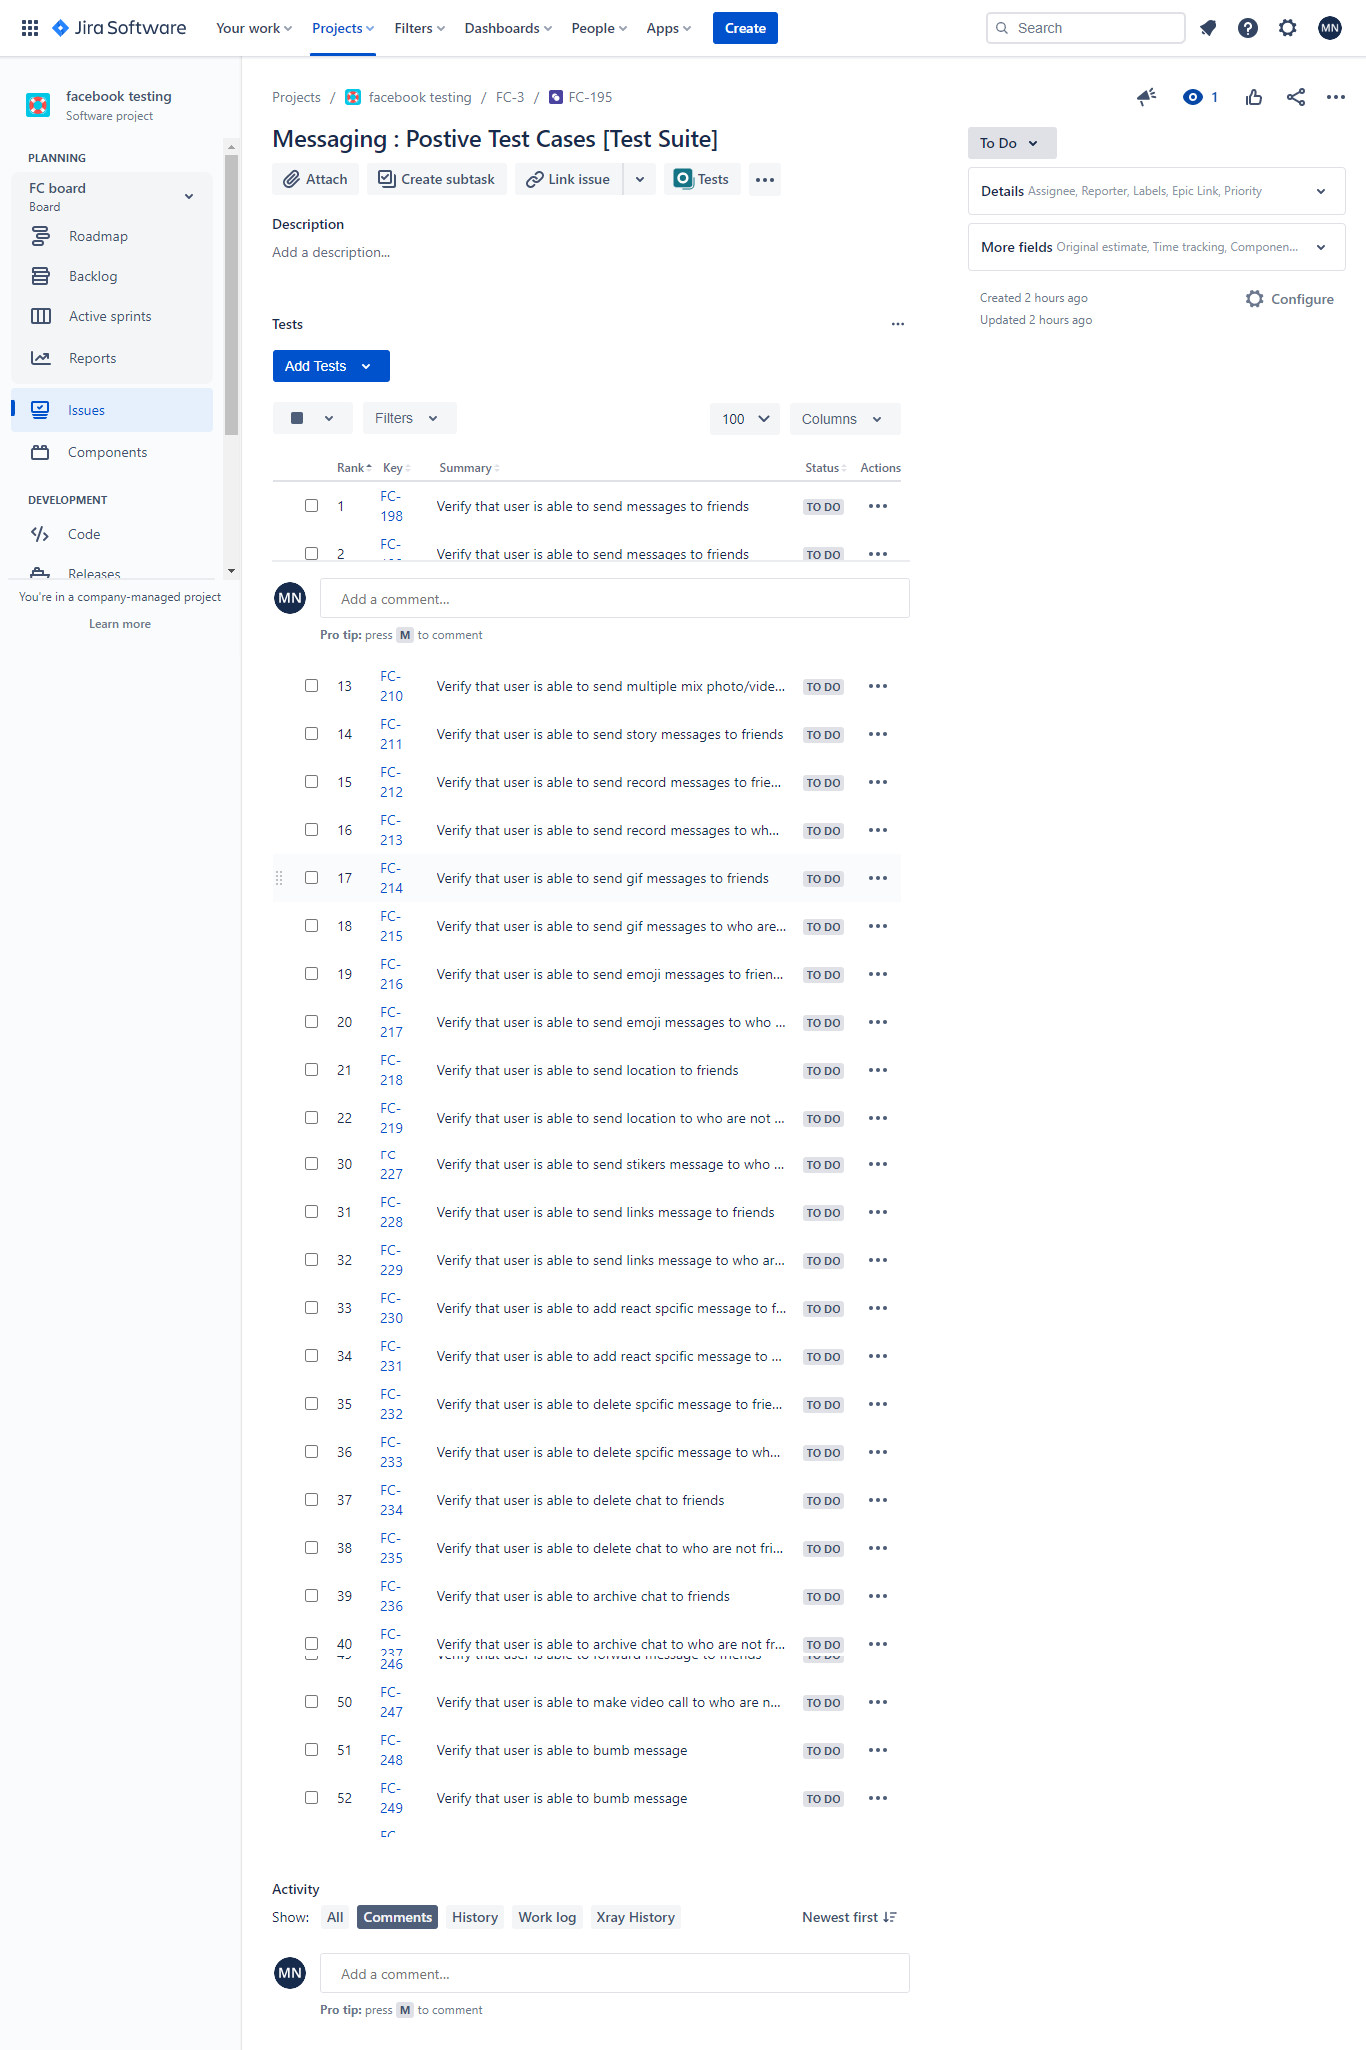 Jira Software Your work Projects Filters Dashboards People Apps Create Search MN
facebook testing
Software project
PLANNING
FC board
Board
Roadmap
Backlog
Active sprints
Reports
Issues
Components
DEVELOPMENT
Code
Releases
You're in a company-managed project
Learn more
Projects / facebook testing / FC-3 / FC-195
1
Messaging : Postive Test Cases [Test Suite]
Attach Create subtask Link issue Tests
Description
Add a description...
To Do
Details Assignee, Reporter, Labels, Epic Link, Priority
More fields Original estimate, Time tracking, Componen...
Created 2 hours ago
Updated 2 hours ago
Configure
Tests
Add Tests
Filters 100 Columns
Rank Key Summary Status Actions
1 FC-198 Verify that user is able to send messages to friends TO DO
2 FC- Verify that user is able to send messages to friends TO DO
MN Add a comment...
Pro tip: press M to comment
13 FC-210 Verify that user is able to send multiple mix photo/vide... TO DO
14 FC-211 Verify that user is able to send story messages to friends TO DO
15 FC-212 Verify that user is able to send record messages to frie... TO DO
16 FC-213 Verify that user is able to send record messages to wh... TO DO
17 FC-214 Verify that user is able to send gif messages to friends TO DO
18 FC-215 Verify that user is able to send gif messages to who are... TO DO
19 FC-216 Verify that user is able to send emoji messages to frien... TO DO
20 FC-217 Verify that user is able to send emoji messages to who ... TO DO
21 FC-218 Verify that user is able to send location to friends TO DO
22 FC-219 Verify that user is able to send location to who are not ... TO DO
30 FC-227 Verify that user is able to send stikers message to who ... TO DO
31 FC-228 Verify that user is able to send links message to friends TO DO
32 FC-229 Verify that user is able to send links message to who ar... TO DO
33 FC-230 Verify that user is able to add react spcific message to f... TO DO
34 FC-231 Verify that user is able to add react spcific message to ... TO DO
35 FC-232 Verify that user is able to delete spcific message to frie... TO DO
36 FC-233 Verify that user is able to delete spcific message to wh... TO DO
37 FC-234 Verify that user is able to delete chat to friends TO DO
38 FC-235 Verify that user is able to delete chat to who are not fri... TO DO
39 FC-236 Verify that user is able to archive chat to friends TO DO
40 FC-237 Verify that user is able to archive chat to who are not fr... TO DO
246 Verify that user is able to forward message to friends
50 FC-247 Verify that user is able to make video call to who are n... TO DO
51 FC-248 Verify that user is able to bumb message TO DO
52 FC-249 Verify that user is able to bumb message TO DO
Activity
Show: All Comments History Work log Xray History Newest first
MN Add a comment...
Pro tip: press M to comment